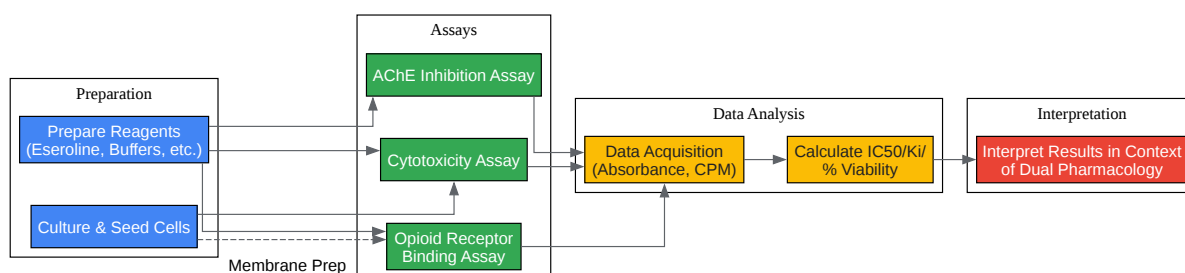 Preparation
Prepare Reagents
(Eseroline, Buffers, etc.)
Culture & Seed Cells
Membrane Prep
Assays
AChE Inhibition Assay
Cytotoxicity Assay
Opioid Receptor
Binding Assay
Data Analysis
Data Acquisition
(Absorbance, CPM)
Calculate IC50/Ki/
% Viability
Interpretation
Interpret Results in Context
of Dual Pharmacology